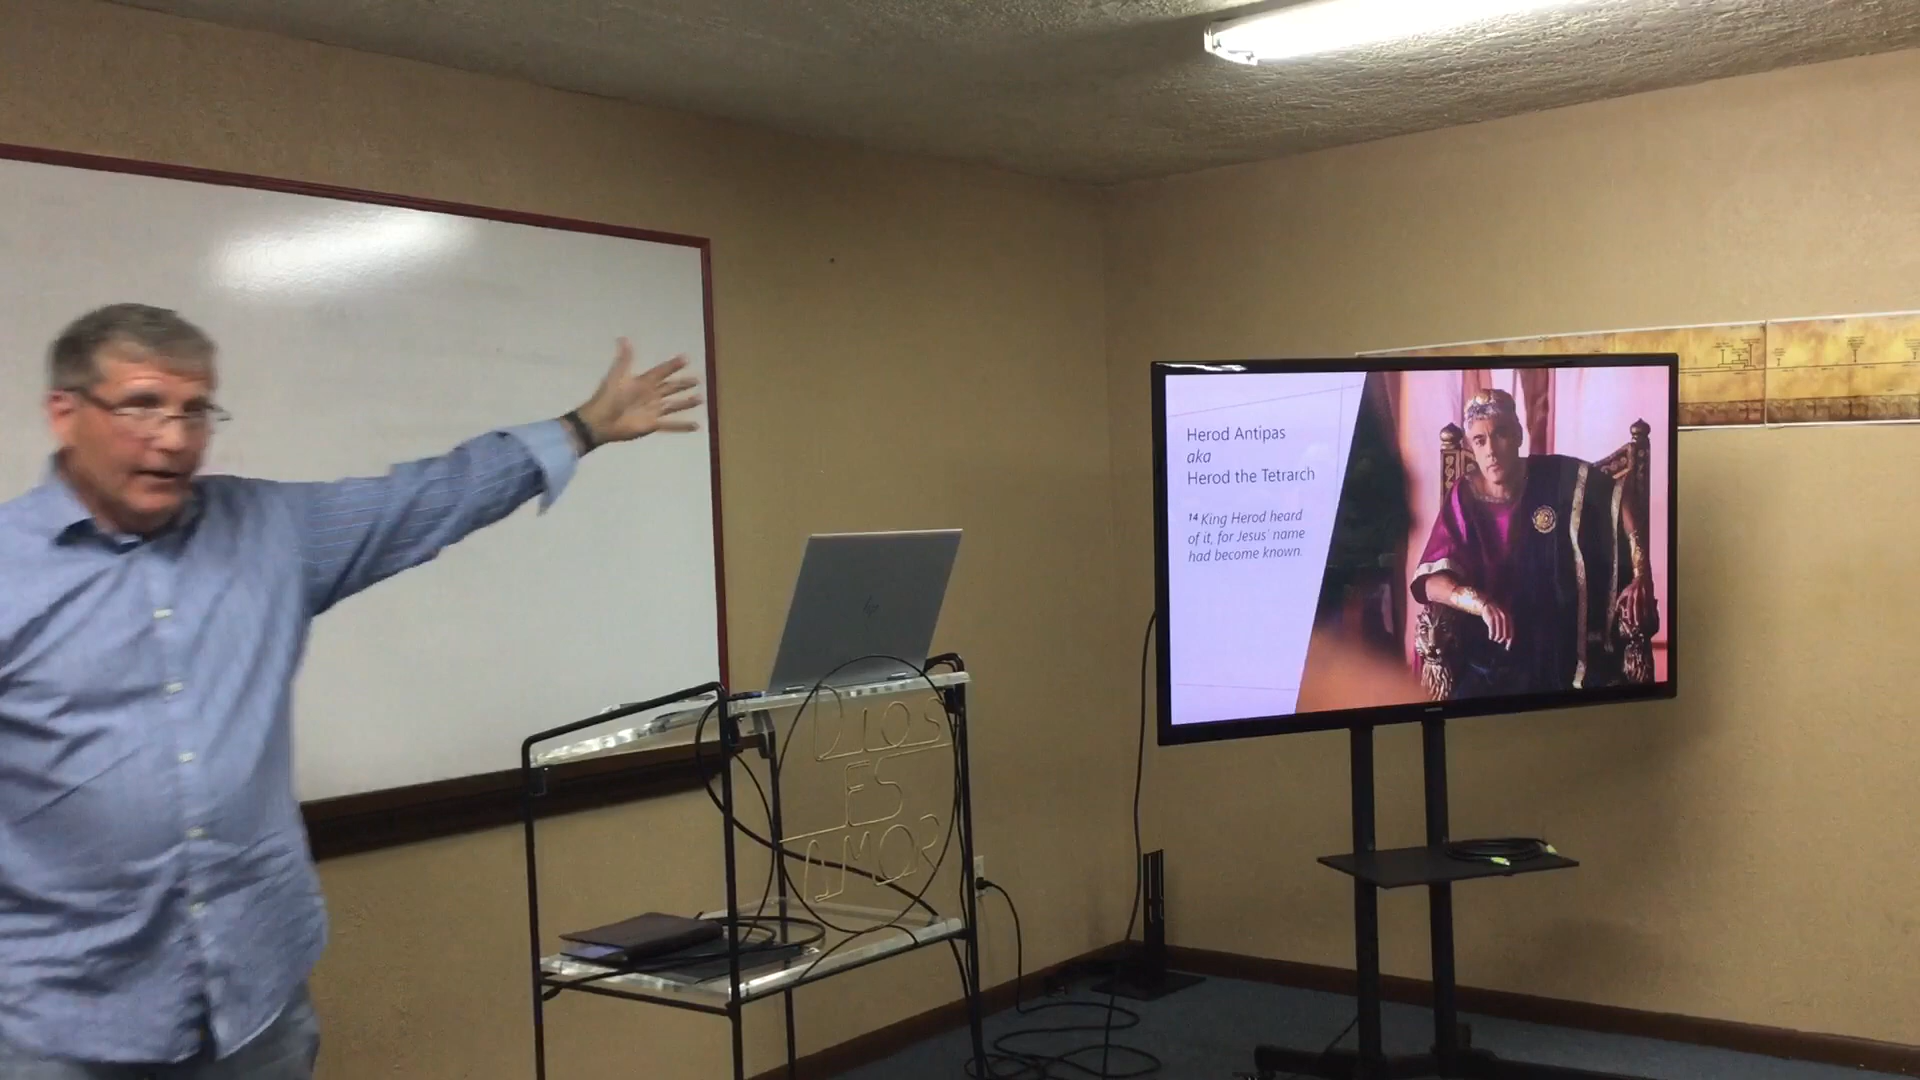 Herod Antipas
aka
Herod the Tetrarch
14 King Herod heard
of it, for Jesus' name
had become known.
DIOS
ES
AMOR
hp